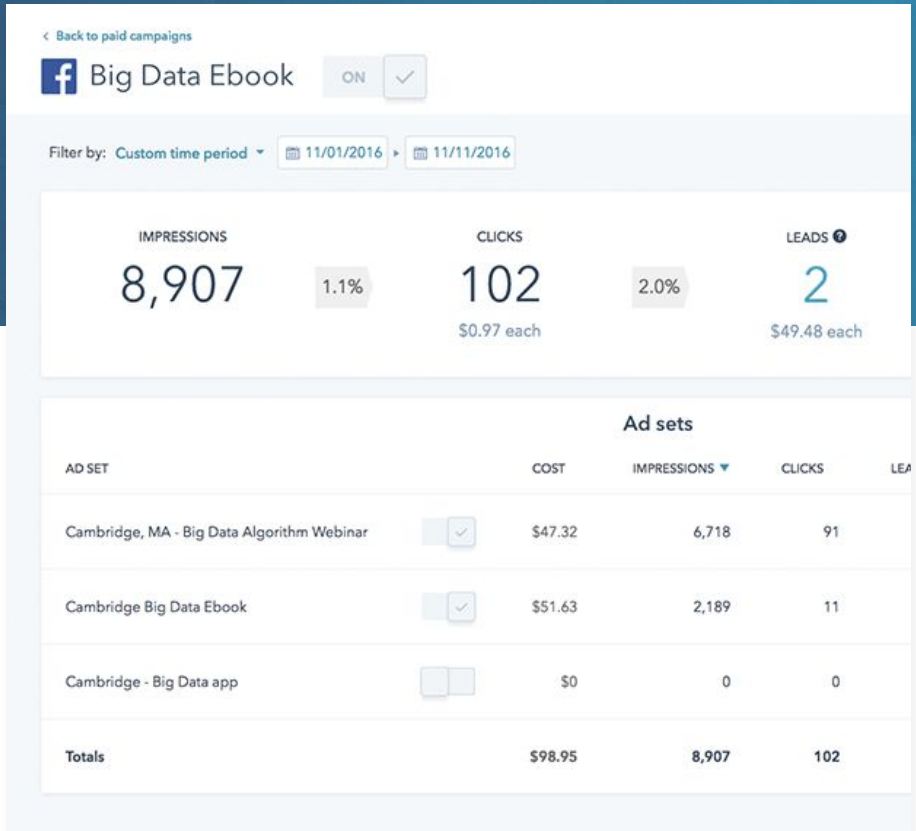 < Back to paid campaigns
f Big Data Ebook ON
Filter by: Custom time period 11/01/2016 11/11/2016
IMPRESSIONS CLICKS LEADS ?
8,907 1.1% 102 2.0% 2
$0.97 each $49.48 each
Ad sets
AD SET COST IMPRESSIONS CLICKS LEA
Cambridge, MA - Big Data Algorithm Webinar $47.32 6,718 91
Cambridge Big Data Ebook $51.63 2,189 11
Cambridge - Big Data app $0 0 0
Totals $98.95 8,907 102